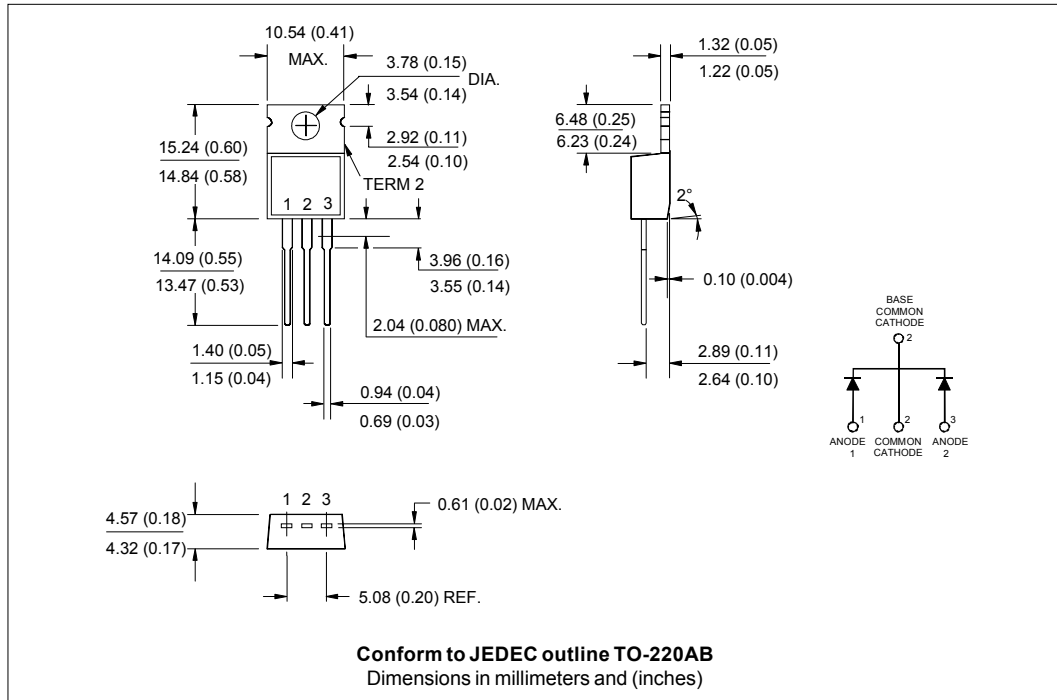 10.54 (0.41)
MAX.
3.78 (0.15)
3.54 (0.14)
DIA.
1.32 (0.05)
1.22 (0.05)
15.24 (0.60)
14.84 (0.58)
2.92 (0.11)
2.54 (0.10)
TERM 2
6.48 (0.25)
6.23 (0.24)
1 2 3
2°
14.09 (0.55)
13.47 (0.53)
3.96 (0.16)
3.55 (0.14)
0.10 (0.004)
2.04 (0.080) MAX.
1.40 (0.05)
1.15 (0.04)
2.89 (0.11)
2.64 (0.10)
0.94 (0.04)
0.69 (0.03)
BASE
COMMON
CATHODE
2
1 2 3
ANODE COMMON ANODE
1 CATHODE 2
1 2 3
4.57 (0.18)
4.32 (0.17)
0.61 (0.02) MAX.
5.08 (0.20) REF.
Conform to JEDEC outline TO-220AB
Dimensions in millimeters and (inches)